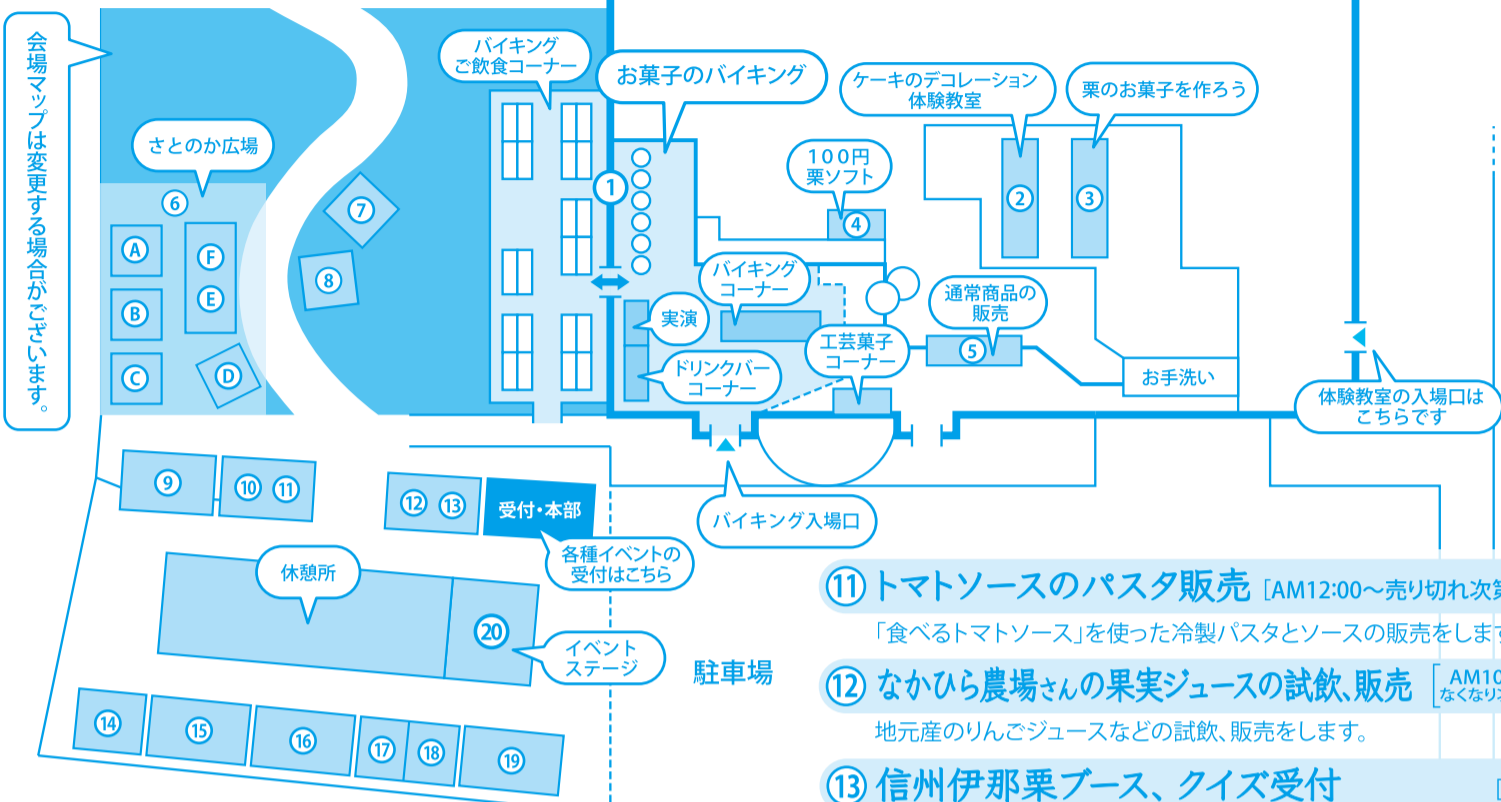 会場マップは変更する場合がございます。
バイキング
ご飲食コーナー
お菓子のバイキング
ケーキのデコレーション
体験教室
栗のお菓子を作ろう
さとのか広場
100円
栗ソフト
①
②
③
④
⑤
⑥
⑦
⑧
A
B
C
D
E
F
バイキング
コーナー
実演
ドリンクバー
コーナー
工芸菓子
コーナー
通常商品の
販売
お手洗い
体験教室の入場口は
こちらです
バイキング入場口
⑨
⑩ ⑪
⑫ ⑬
受付・本部
各種イベントの
受付はこちら
休憩所
⑳
イベント
ステージ
駐車場
⑭
⑮
⑯
⑰
⑱
⑲
⑪ トマトソースのパスタ販売 [AM12:00～売り切れ次第
「食べるトマトソース」を使った冷製パスタとソースの販売をします
⑫ なかひら農場さんの果実ジュースの試飲、販売 [AM10
なくなり
地元産のりんごジュースなどの試飲、販売をします。
⑬ 信州伊那栗ブース、クイズ受付 [